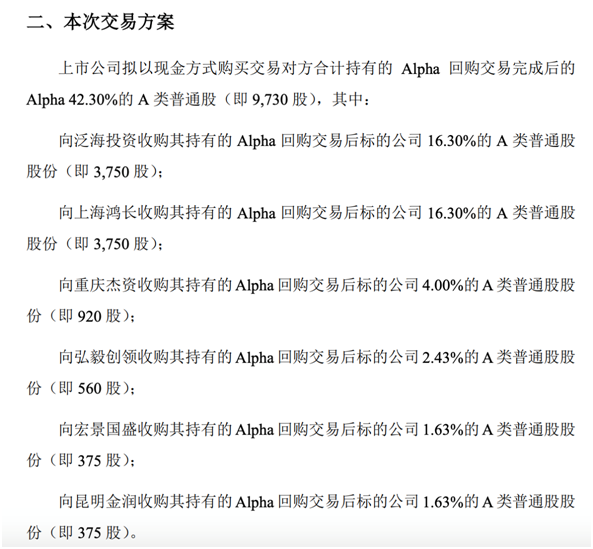 二、本次交易方案
上市公司拟以现金方式购买交易对方合计持有的 Alpha 回购交易完成后的
Alpha 42.30%的 A 类普通股（即 9,730 股），其中：
向泛海投资收购其持有的 Alpha 回购交易后标的公司 16.30%的 A 类普通股
股份（即 3,750 股）；
向上海鸿长收购其持有的 Alpha 回购交易后标的公司 16.30%的 A 类普通股
股份（即 3,750 股）；
向重庆杰资收购其持有的 Alpha 回购交易后标的公司 4.00%的 A 类普通股股
份（即 920 股）；
向弘毅创领收购其持有的 Alpha 回购交易后标的公司 2.43%的 A 类普通股股
份（即 560 股）；
向宏景国盛收购其持有的 Alpha 回购交易后标的公司 1.63%的 A 类普通股股
份（即 375 股）；
向昆明金润收购其持有的 Alpha 回购交易后标的公司 1.63%的 A 类普通股股
份（即 375 股）。